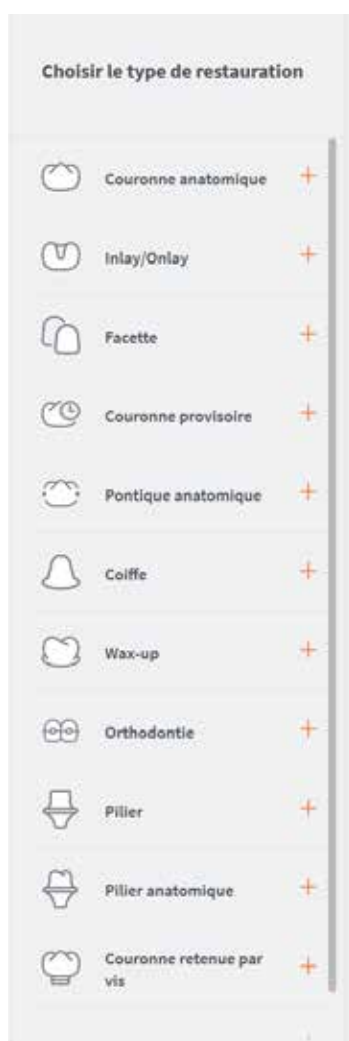 Choisir le type de restauration
Couronne anatomique
Inlay/Onlay
Facette
Couronne provisoire
Pontique anatomique
Coiffe
Wax-up
Orthodontie
Pilier
Pilier anatomique
Couronne retenue par
vis